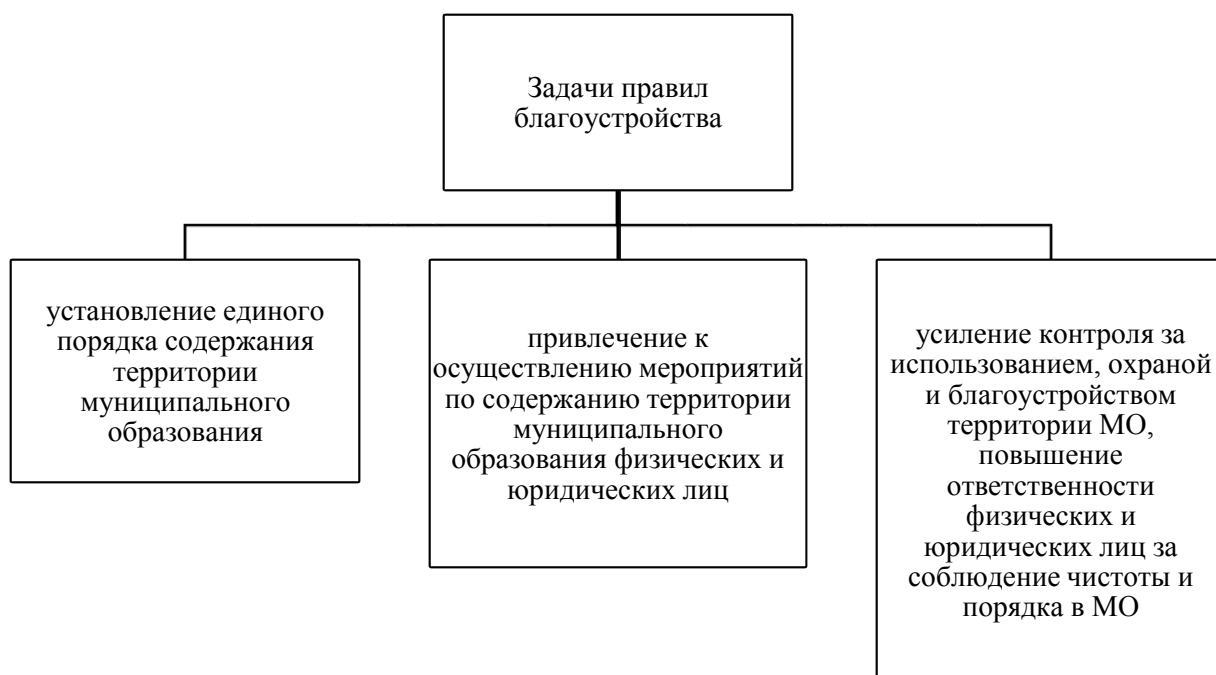 Задачи правил
благоустройства
установление единого
порядка содержания
территории
муниципального
образования
привлечение к
осуществлению мероприятий
по содержанию территории
муниципального
образования физических и
юридических лиц
усиление контроля за
использованием, охраной
и благоустройством
территории МО,
повышение
ответственности
физических и
юридических лиц за
соблюдение чистоты и
порядка в МО